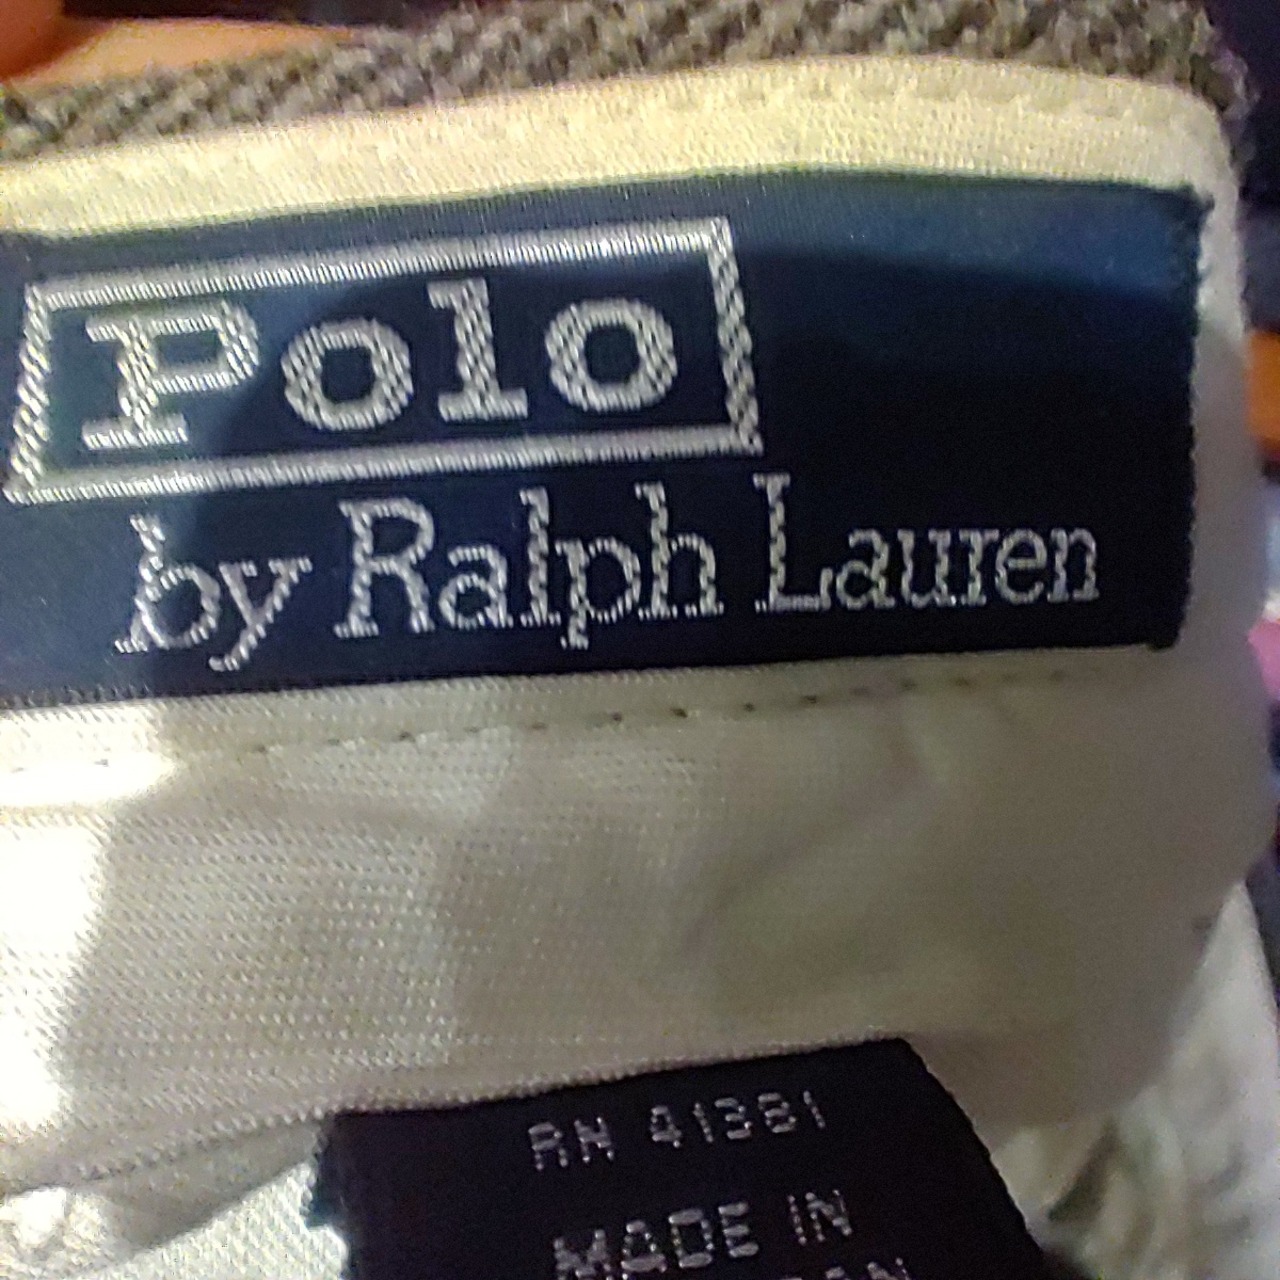 Polo
by Ralph Lauren
RN 41381
MADE IN